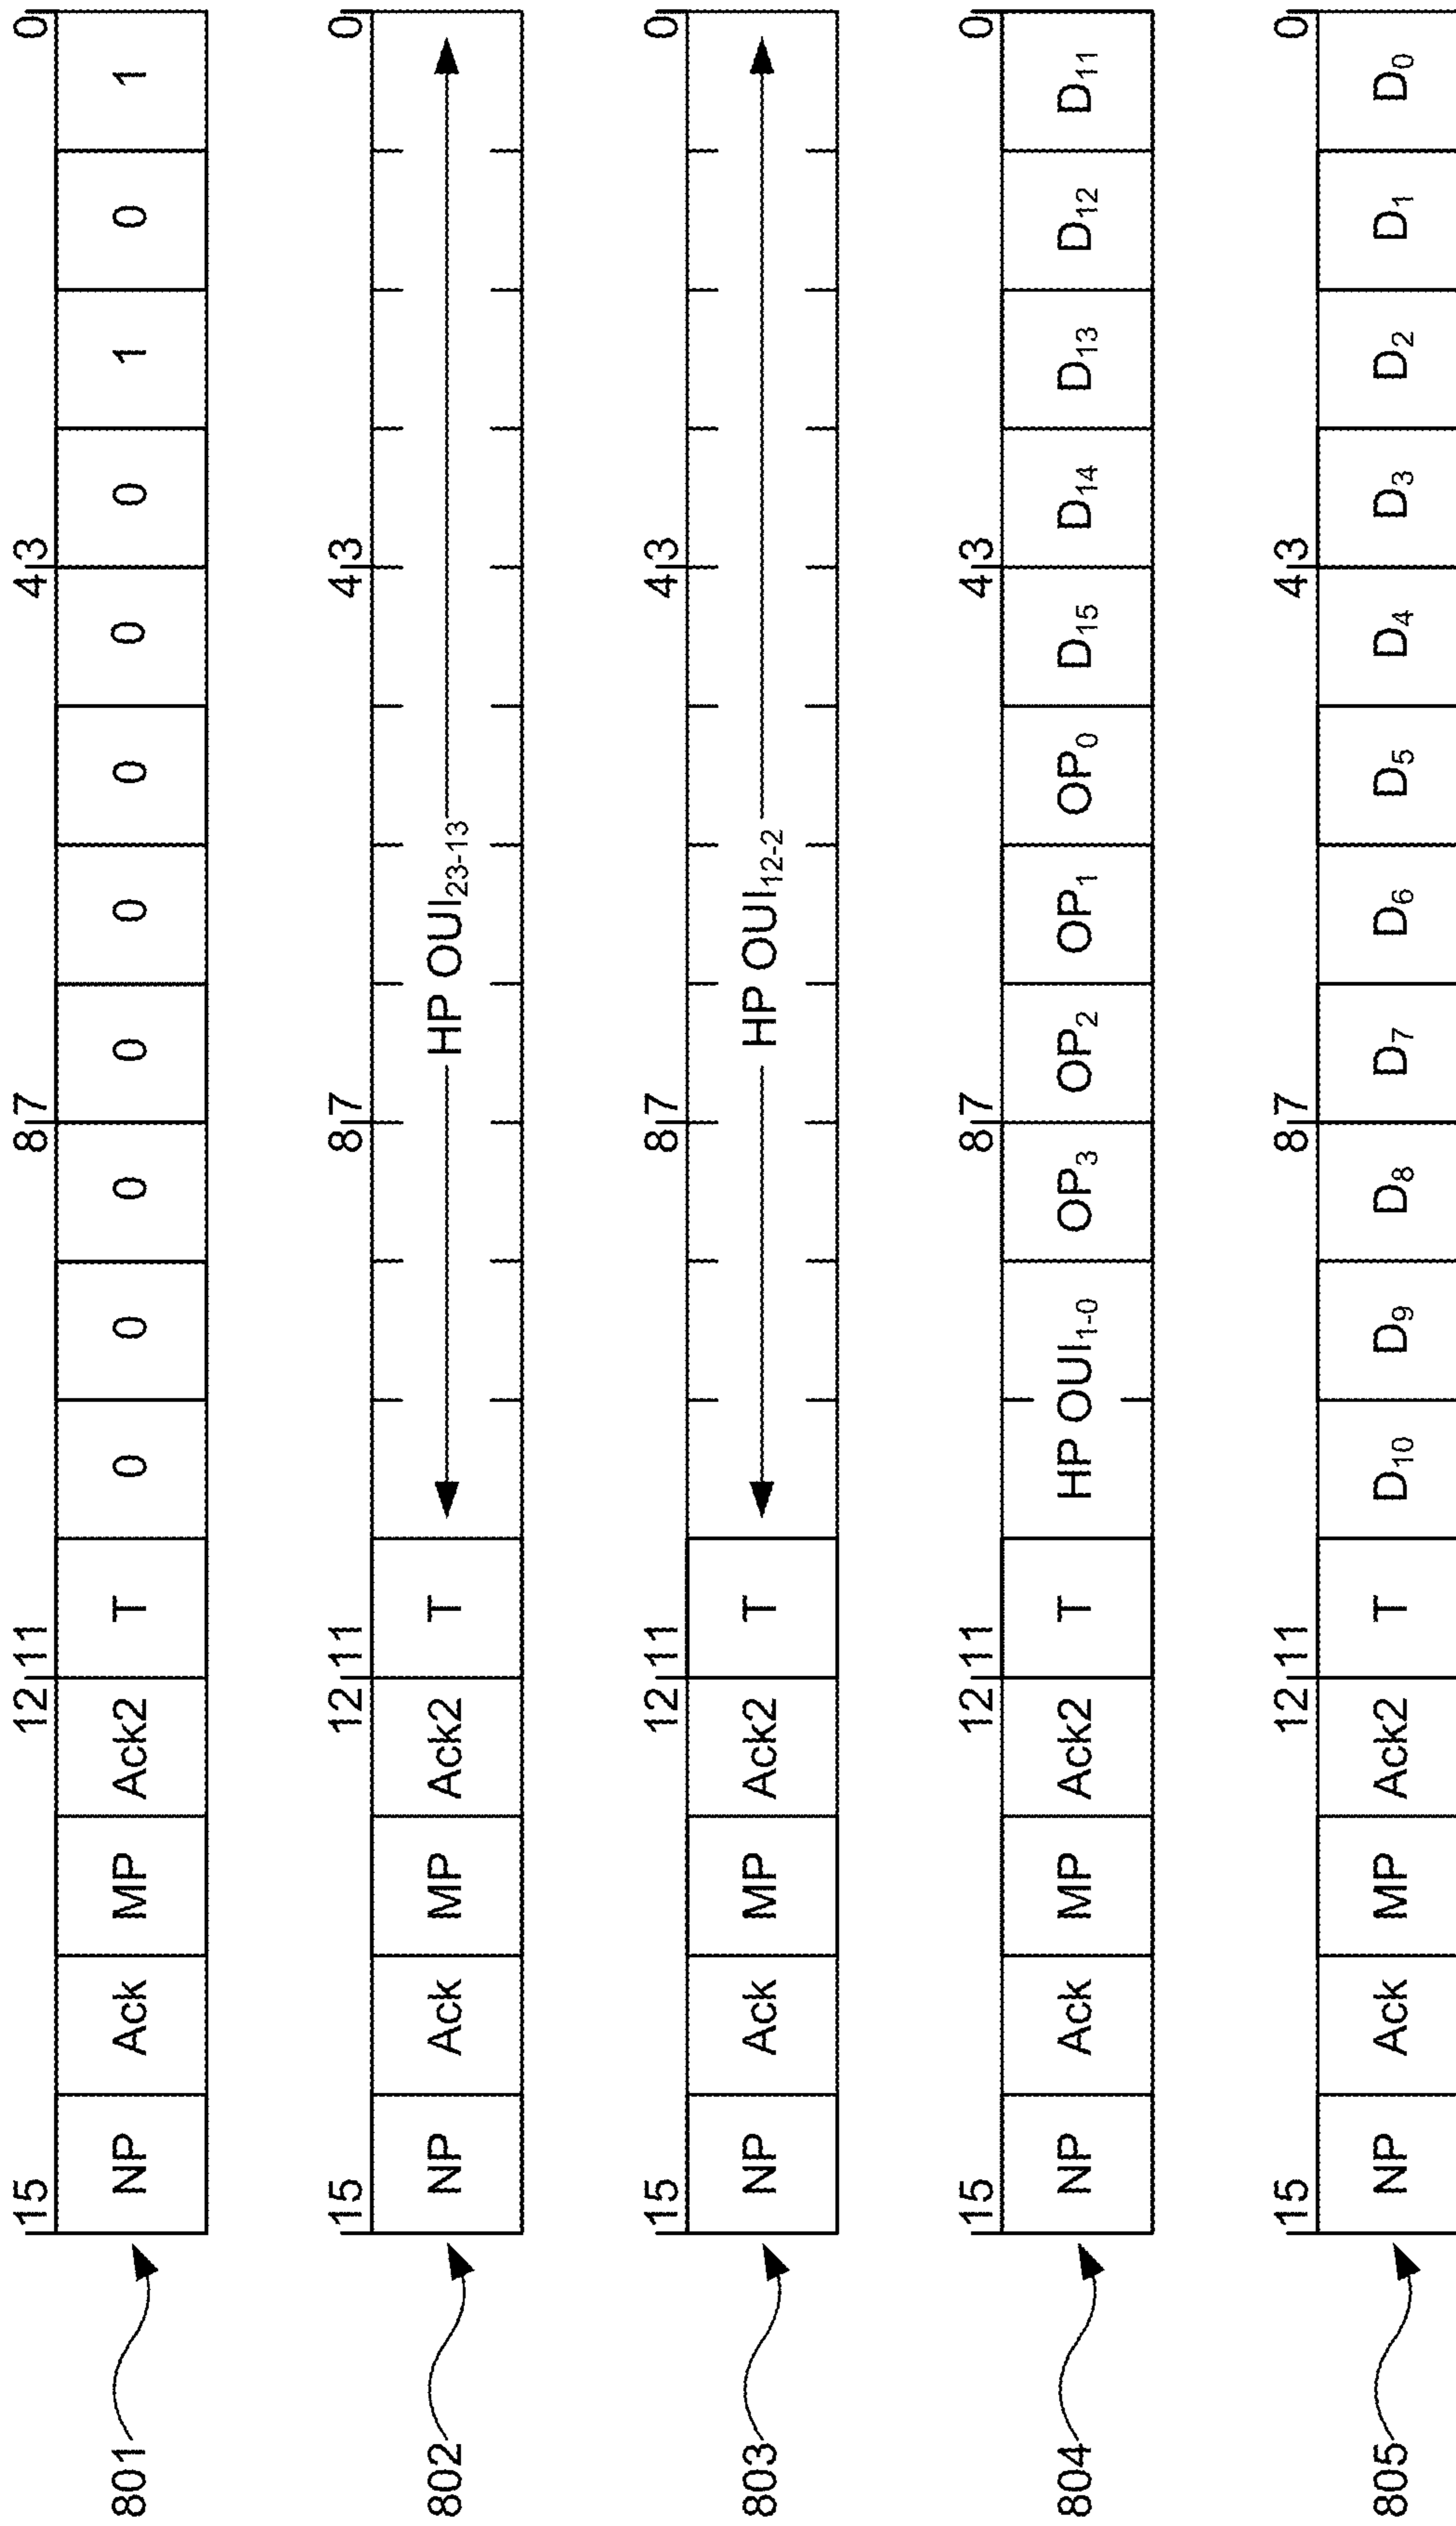 15 12 11 8 7 4 3 0
801 NP Ack MP Ack2 T 0 0 0 0 0 0 0 0 1 0 1
15 12 11 8 7 4 3 0
802 NP Ack MP Ack2 T HP OUI23-13
15 12 11 8 7 4 3 0
803 NP Ack MP Ack2 T HP OUI12-2
15 12 11 8 7 4 3 0
804 NP Ack MP Ack2 T HP OUI1-0 OP3 OP2 OP1 OP0 D15 D14 D13 D12 D11
15 12 11 8 7 4 3 0
805 NP Ack MP Ack2 T D10 D9 D8 D7 D6 D5 D4 D3 D2 D1 D0